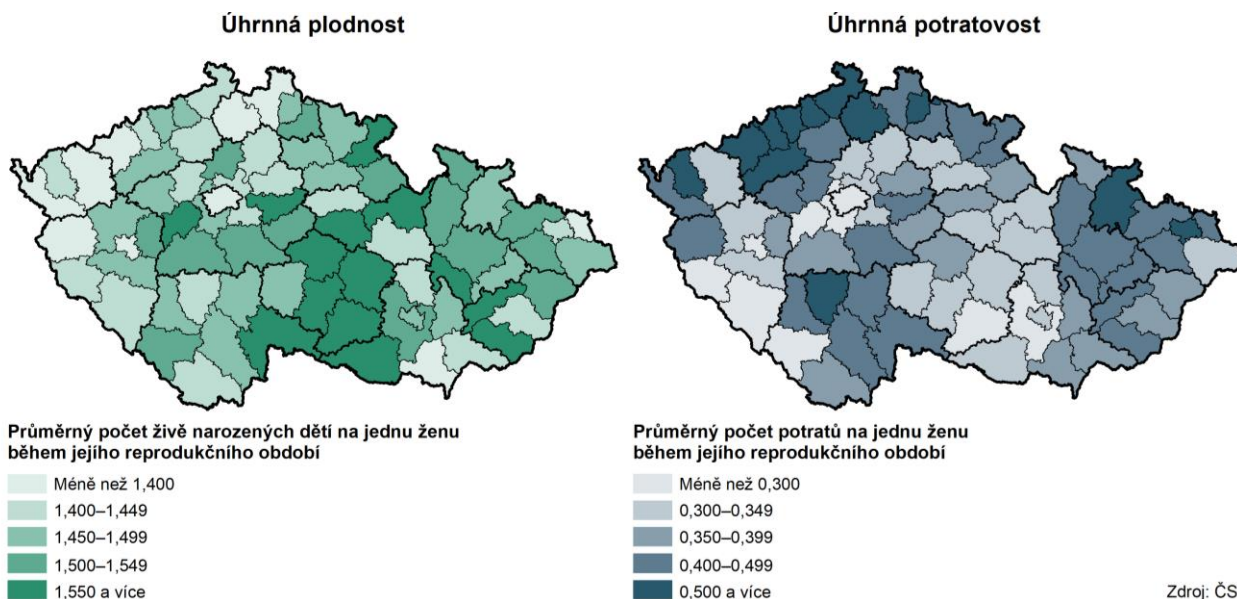 Úhrnná plodnost
Úhrnná potratovost
Průměrný počet živě narozených dětí na jednu ženu
během jejího reprodukčního období
Méně než 1,400
1,400–1,449
1,450–1,499
1,500–1,549
1,550 a více
Průměrný počet potratů na jednu ženu
během jejího reprodukčního období
Méně než 0,300
0,300–0,349
0,350–0,399
0,400–0,499
0,500 a více
Zdroj: ČS